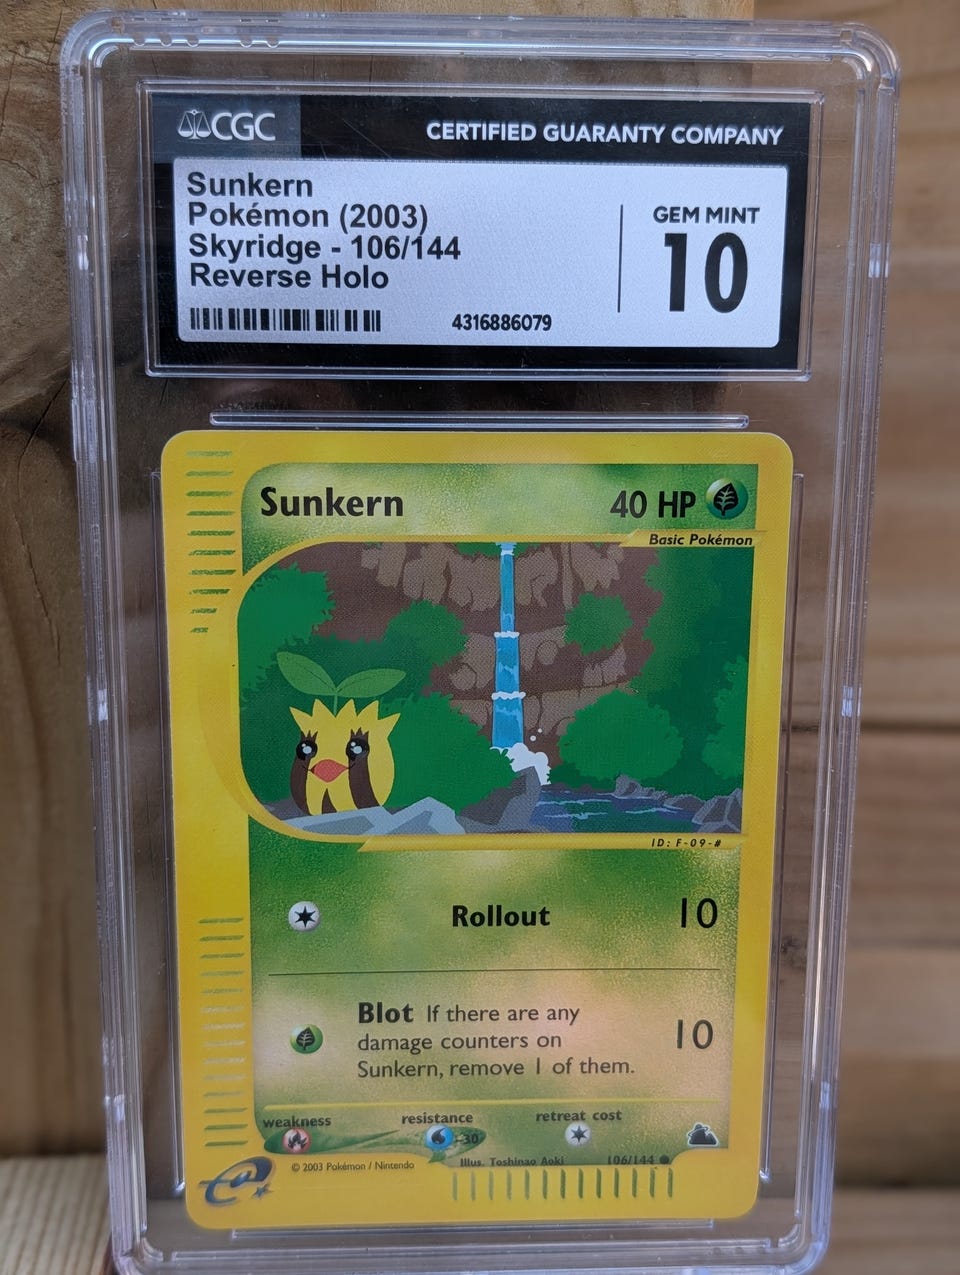 CGC
CERTIFIED GUARANTY COMPANY
Sunkern
Pokémon (2003)
Skyridge - 106/144
Reverse Holo
GEM MINT
10
4316886079
Sunkern
40 HP
Basic Pokémon
ID: F-09-#
Rollout 10
Blot If there are any
damage counters on
Sunkern, remove 1 of them.
10
weakness
resistance
retreat cost
-30
© 2003 Pokémon / Nintendo
Illus. Toshinao Aoki
106/144
e